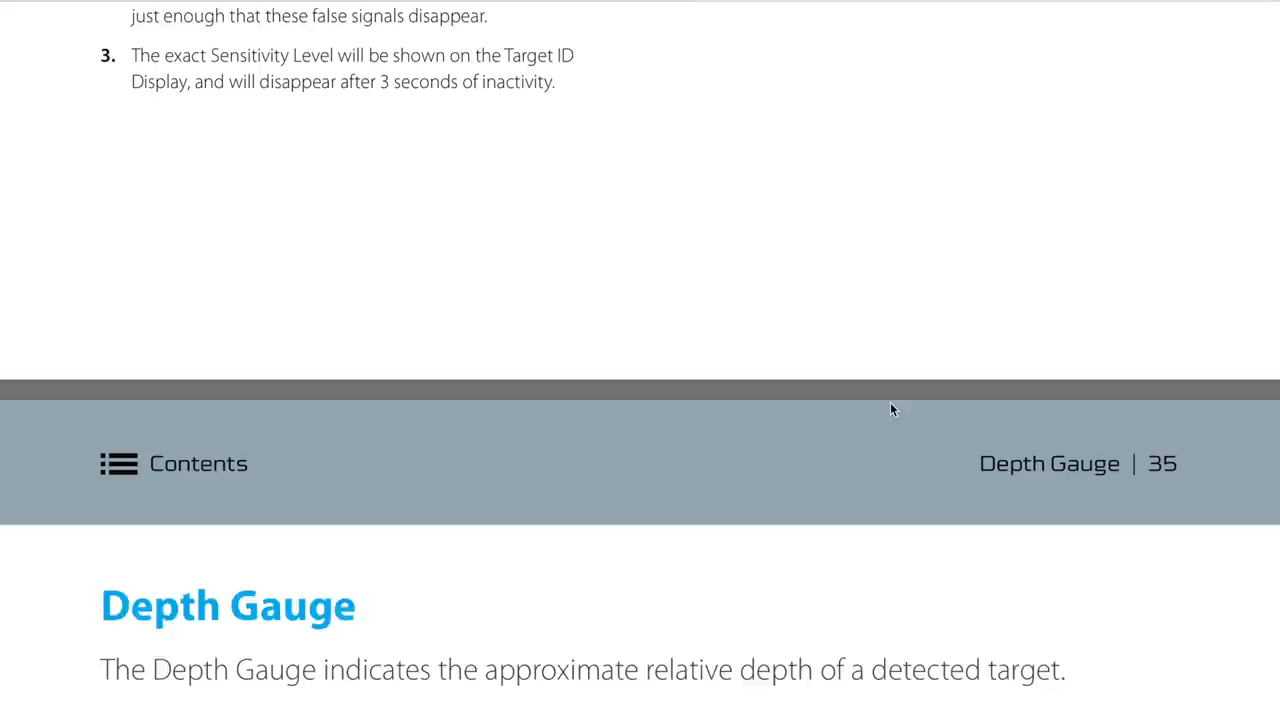 just enough that these false signals disappear.
3. The exact Sensitivity Level will be shown on the Target ID
Display, and will disappear after 3 seconds of inactivity.
Contents
Depth Gauge | 35
Depth Gauge
The Depth Gauge indicates the approximate relative depth of a detected target.